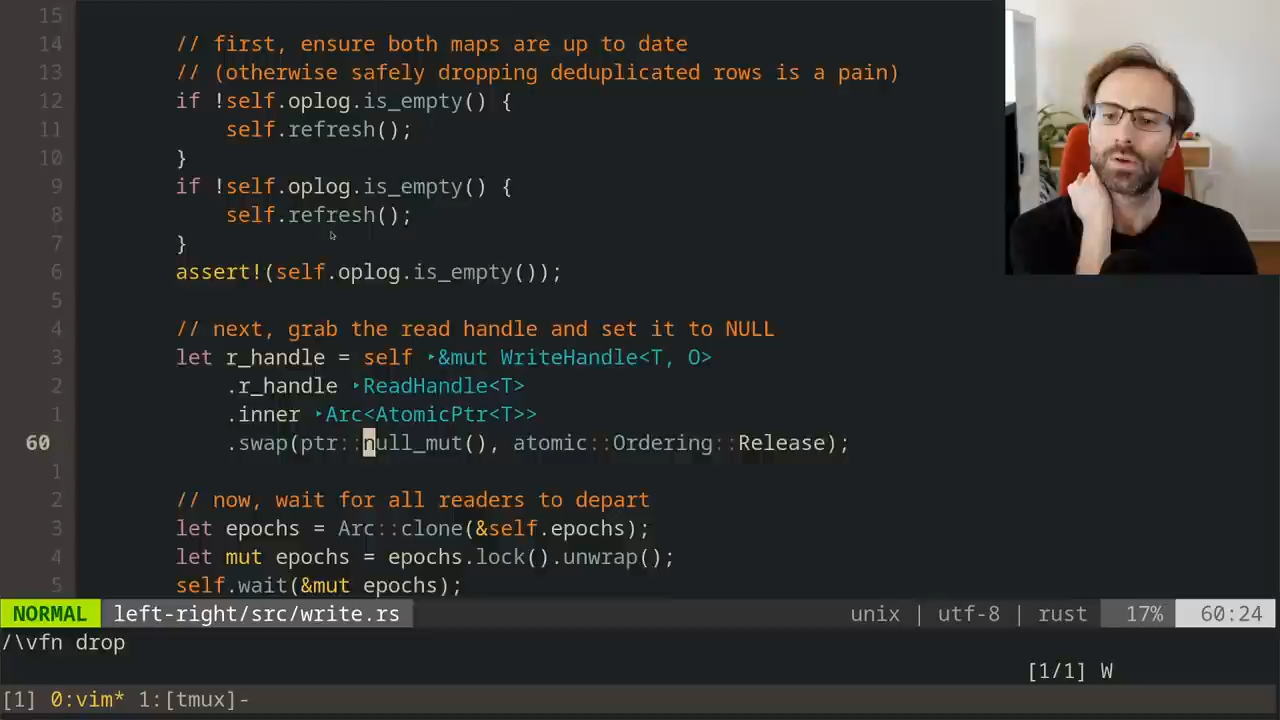 15
14 // first, ensure both maps are up to date
13 // (otherwise safely dropping deduplicated rows is a pain)
12 if !self.oplog.is_empty() {
11 self.refresh();
10 }
9 if !self.oplog.is_empty() {
8 self.refresh();
7 }
6 assert!(self.oplog.is_empty());
5
4 // next, grab the read handle and set it to NULL
3 let r_handle = self ‣&mut WriteHandle<T, O>
2 .r_handle ‣ReadHandle<T>
1 .inner ‣Arc<AtomicPtr<T>>
60 .swap(ptr::null_mut(), atomic::Ordering::Release);
1
2 // now, wait for all readers to depart
3 let epochs = Arc::clone(&self.epochs);
4 let mut epochs = epochs.lock().unwrap();
5 self.wait(&mut epochs);
NORMAL left-right/src/write.rs unix | utf-8 | rust 17% 60:24
/\vfn drop
[1/1] W
[1] 0:vim* 1:[tmux]-